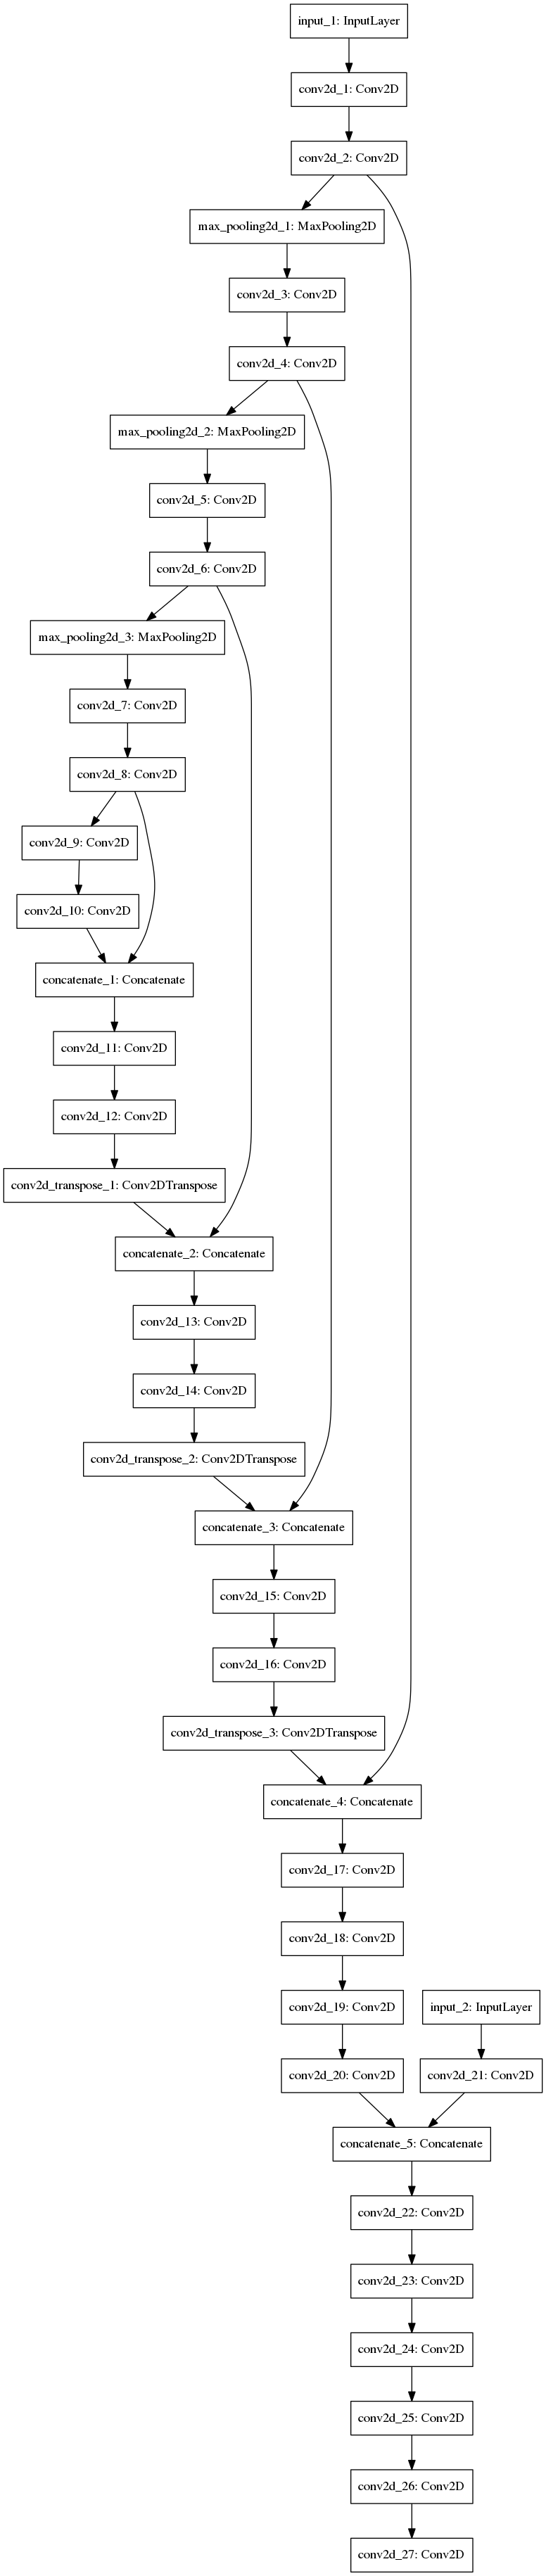 input_1: InputLayer
conv2d_1: Conv2D
conv2d_2: Conv2D
max_pooling2d_1: MaxPooling2D
conv2d_3: Conv2D
conv2d_4: Conv2D
max_pooling2d_2: MaxPooling2D
conv2d_5: Conv2D
conv2d_6: Conv2D
max_pooling2d_3: MaxPooling2D
conv2d_7: Conv2D
conv2d_8: Conv2D
conv2d_9: Conv2D
conv2d_10: Conv2D
concatenate_1: Concatenate
conv2d_11: Conv2D
conv2d_12: Conv2D
conv2d_transpose_1: Conv2DTranspose
concatenate_2: Concatenate
conv2d_13: Conv2D
conv2d_14: Conv2D
conv2d_transpose_2: Conv2DTranspose
concatenate_3: Concatenate
conv2d_15: Conv2D
conv2d_16: Conv2D
conv2d_transpose_3: Conv2DTranspose
concatenate_4: Concatenate
conv2d_17: Conv2D
conv2d_18: Conv2D
conv2d_19: Conv2D
input_2: InputLayer
conv2d_20: Conv2D
conv2d_21: Conv2D
concatenate_5: Concatenate
conv2d_22: Conv2D
conv2d_23: Conv2D
conv2d_24: Conv2D
conv2d_25: Conv2D
conv2d_26: Conv2D
conv2d_27: Conv2D